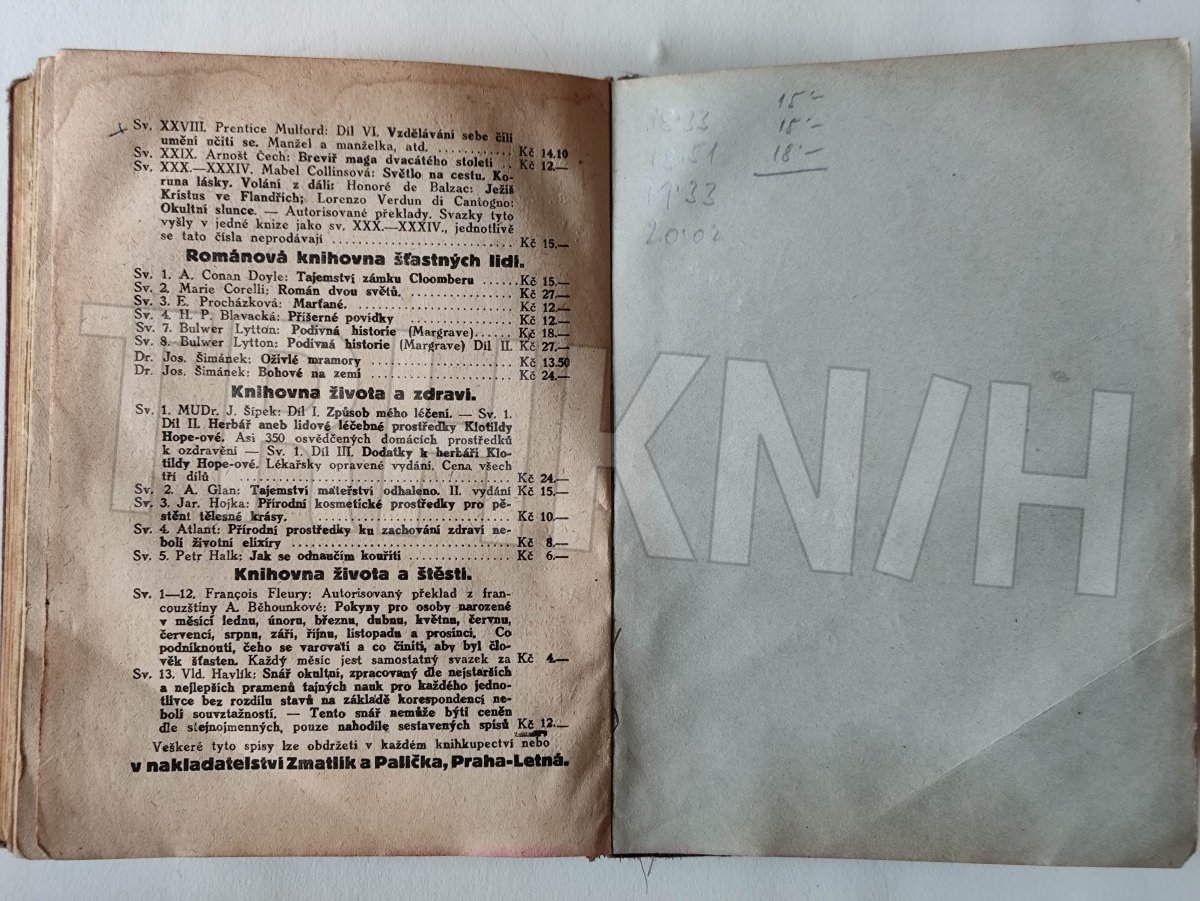 Sv. XXVIII. Prentice Mulford: Díl VI. Vzdělávání sebe čili
umění učiti se. Manžel a manželka, atd. . . . . . . . . . . Kč 14.10
Sv. XXIX. Arnošt Čech: Brevíř maga dvacátého století . . Kč 12.—
Sv. XXX.—XXXIV. Mabel Collinsová: Světlo na cestu. Ko-
runa lásky. Volání z dáli: Honoré de Balzac: Ježíš
Kristus ve Flandřích; Lorenzo Verdun di Cantogno:
Okultní slunce. — Autorisované překlady. Svazky tyto
vyšly v jedné knize jako sv. XXX.—XXXIV., jednotlivě
se tato čísla neprodávají . . . . . . . . . . . . . . . . . . . . . . . . Kč 15.—
Románová knihovna šťastných lidí.
Sv. 1. A. Conan Doyle: Tajemství zámku Cloomberu . . . . . Kč 15.—
Sv. 2. Marie Corelli: Román dvou světů. . . . . . . . . . . . . . . Kč 27.—
Sv. 3. E. Procházková: Marťané. . . . . . . . . . . . . . . . . . . . . . Kč 12.—
Sv. 4. H. P. Blavacká: Příšerné povídky . . . . . . . . . . . . . . Kč 12.—
Sv. 7. Bulwer Lytton: Podivná historie (Margrave). . . . . . Kč 18.—
Sv. 8. Bulwer Lytton: Podivná historie (Margrave) Díl II. Kč 27.—
Dr. Jos. Šimánek: Oživlé mramory . . . . . . . . . . . . . . . . . . . . Kč 13.50
Dr. Jos. Šimánek: Bohové na zemi . . . . . . . . . . . . . . . . . . . . Kč 24.—
Knihovna života a zdraví.
Sv. 1. MUDr. J. Šípek: Díl I. Způsob mého léčení. — Sv. 1.
Díl II. Herbář aneb lidové léčebné prostředky Klotildy
Hope-ové. Asi 350 osvědčených domácích prostředků
k ozdravění — Sv. 1. Díl III. Dodatky k herbáři Klo-
tildy Hope-ové. Lékařsky opravené vydání. Cena všech
tří dílů . . . . . . . . . . . . . . . . . . . . . . . . . . . . . . . . . . . . . . . . . . Kč 24.—
Sv. 2. A. Glan: Tajemství mateřství odhaleno. II. vydání Kč 15.—
Sv. 3. Jar. Hojka: Přírodní kosmetické prostředky pro pě-
stění tělesné krásy. . . . . . . . . . . . . . . . . . . . . . . . . . . . . . . Kč 10.—
Sv. 4. Atlant: Přírodní prostředky ku zachování zdraví ne-
boli životní elixíry . . . . . . . . . . . . . . . . . . . . . . . . . . . . . . . . Kč 8.—
Sv. 5. Petr Halk: Jak se odnaučím kouřiti . . . . . . . . . . . . Kč 6.—
Knihovna života a štěstí.
Sv. 1—12. François Fleury: Autorisovaný překlad z fran-
couzštiny A. Běhounkové: Pokyny pro osoby narozené
v měsíci lednu, únoru, březnu, dubnu, květnu, červnu,
červenci, srpnu, září, říjnu, listopadu a prosinci. Co
podniknouti, čeho se varovati a co činiti, aby byl člo-
věk šťasten. Každý měsíc jest samostatný svazek za Kč 4.—
Sv. 13. Vld. Havlík: Snář okultní, zpracovaný dle nejstarších
a nejlepších pramenů tajných nauk pro každého jedno-
tlivce bez rozdílu stavů na základě korespondencí ne-
boli souvztažností. — Tento snář nemůže býti ceněn
dle stejnojmenných, pouze nahodile sestavených spisů Kč 12.—
Veškeré tyto spisy lze obdržeti v každém knihkupectví nebo
v nakladatelství Zmatlík a Palička, Praha-Letná.
15·–
15·–
18·–
18·33
19·33
20·02